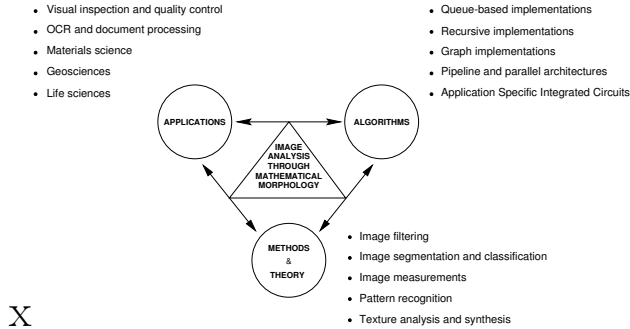 • Visual inspection and quality control
• OCR and document processing
• Materials science
• Geosciences
• Life sciences
• Queue-based implementations
• Recursive implementations
• Graph implementations
• Pipeline and parallel architectures
• Application Specific Integrated Circuits
APPLICATIONS
ALGORITHMS
IMAGE
ANALYSIS
THROUGH
MATHEMATICAL
MORPHOLOGY
METHODS
&
THEORY
• Image filtering
• Image segmentation and classification
• Image measurements
• Pattern recognition
• Texture analysis and synthesis
X